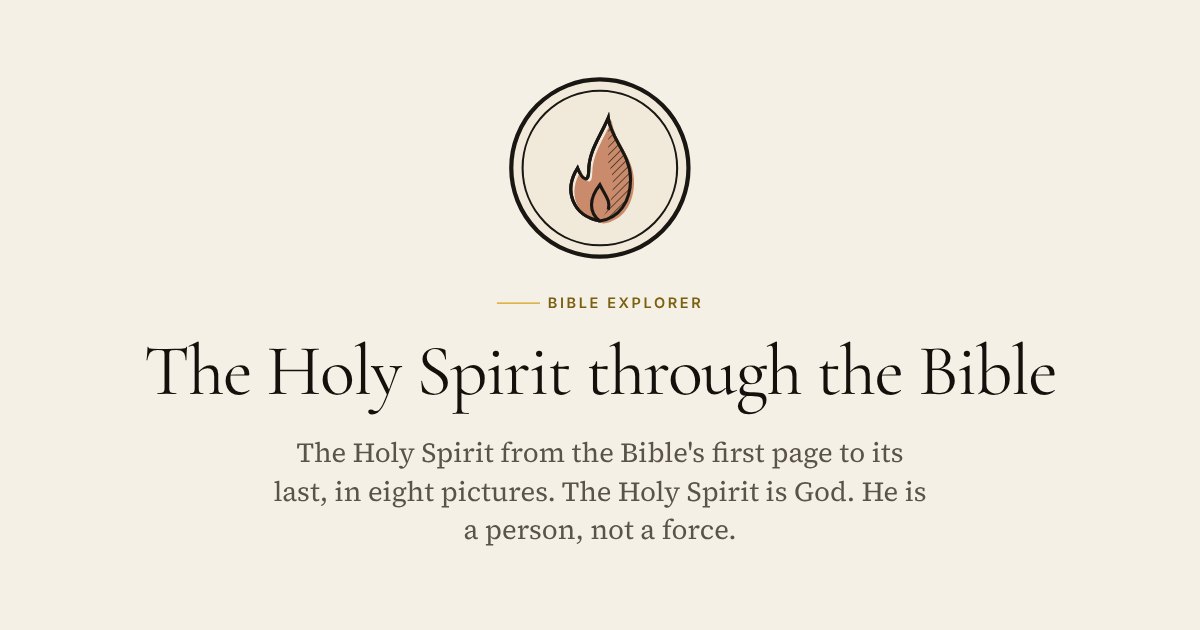 BIBLE EXPLORER
The Holy Spirit through the Bible
The Holy Spirit from the Bible's first page to its
last, in eight pictures. The Holy Spirit is God. He is
a person, not a force.